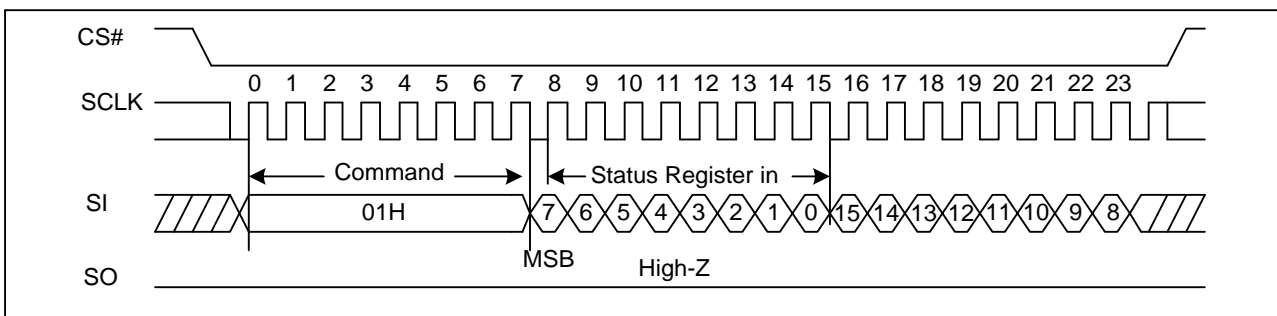 CS#
0 1 2 3 4 5 6 7 8 9 10 11 12 13 14 15 16 17 18 19 20 21 22 23
SCLK
Command Status Register in
SI 01H 7 6 5 4 3 2 1 0 15 14 13 12 11 10 9 8
MSB High-Z
SO